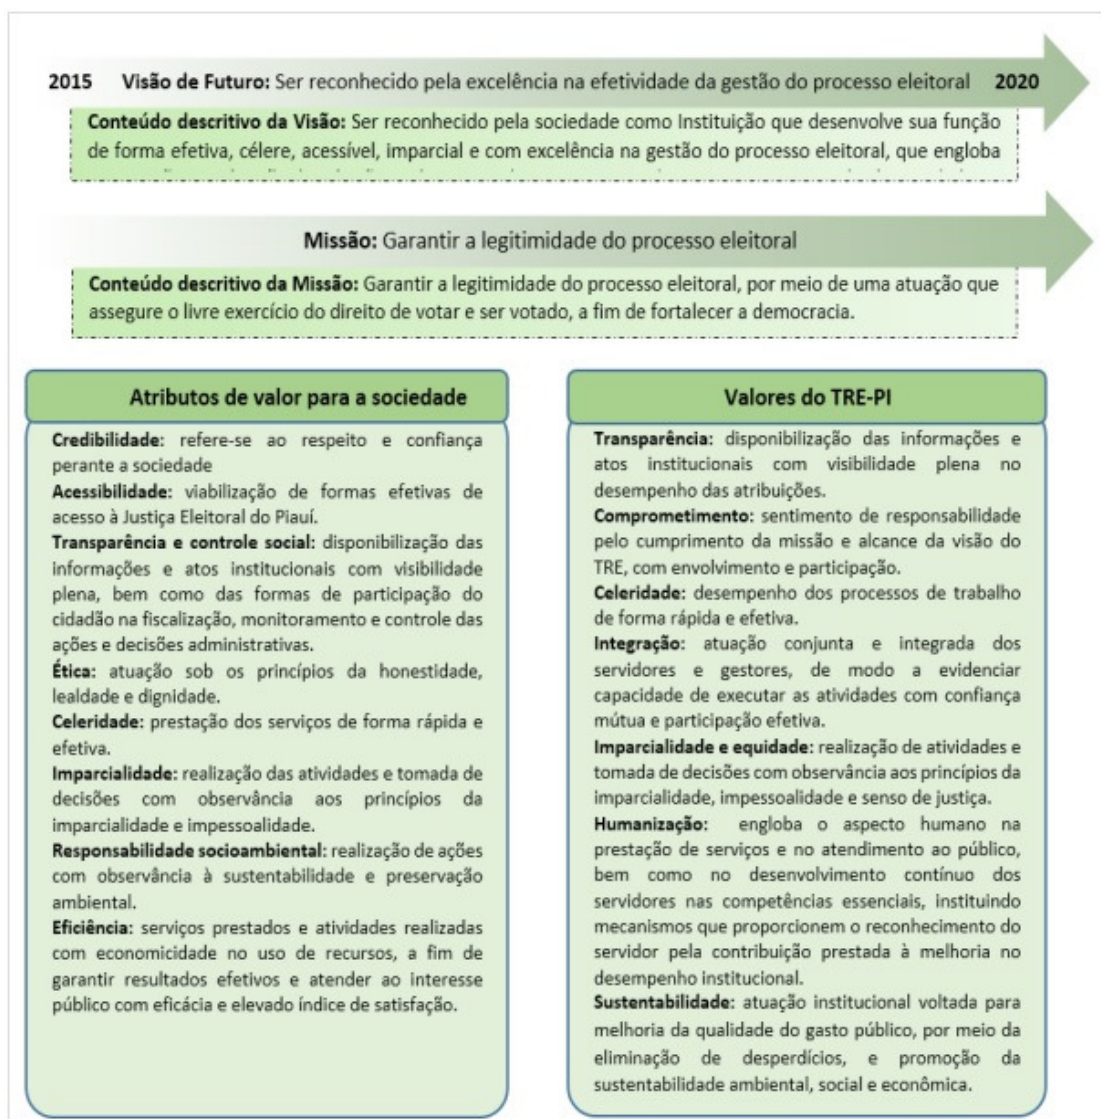 2015 Visão de Futuro: Ser reconhecido pela excelência na efetividade da gestão do processo eleitoral 2020
Conteúdo descritivo da Visão: Ser reconhecido pela sociedade como Instituição que desenvolve sua função
de forma efetiva, célere, acessível, imparcial e com excelência na gestão do processo eleitoral, que engloba
Missão: Garantir a legitimidade do processo eleitoral
Conteúdo descritivo da Missão: Garantir a legitimidade do processo eleitoral, por meio de uma atuação que
assegure o livre exercício do direito de votar e ser votado, a fim de fortalecer a democracia.
Atributos de valor para a sociedade
Credibilidade: refere-se ao respeito e confiança
perante a sociedade
Acessibilidade: viabilização de formas efetivas de
acesso à Justiça Eleitoral do Piauí.
Transparência e controle social: disponibilização das
informações e atos institucionais com visibilidade
plena, bem como das formas de participação do
cidadão na fiscalização, monitoramento e controle das
ações e decisões administrativas.
Ética: atuação sob os princípios da honestidade,
lealdade e dignidade.
Celeridade: prestação dos serviços de forma rápida e
efetiva.
Imparcialidade: realização das atividades e tomada de
decisões com observância aos princípios da
imparcialidade e impessoalidade.
Responsabilidade socioambiental: realização de ações
com observância à sustentabilidade e preservação
ambiental.
Eficiência: serviços prestados e atividades realizadas
com economicidade no uso de recursos, a fim de
garantir resultados efetivos e atender ao interesse
público com eficácia e elevado índice de satisfação.
Valores do TRE-PI
Transparência: disponibilização das informações e
atos institucionais com visibilidade plena no
desempenho das atribuições.
Comprometimento: sentimento de responsabilidade
pelo cumprimento da missão e alcance da visão do
TRE, com envolvimento e participação.
Celeridade: desempenho dos processos de trabalho
de forma rápida e efetiva.
Integração: atuação conjunta e integrada dos
servidores e gestores, de modo a evidenciar
capacidade de executar as atividades com confiança
mútua e participação efetiva.
Imparcialidade e equidade: realização de atividades e
tomada de decisões com observância aos princípios da
imparcialidade, impessoalidade e senso de justiça.
Humanização: engloba o aspecto humano na
prestação de serviços e no atendimento ao público,
bem como no desenvolvimento contínuo dos
servidores nas competências essenciais, instituindo
mecanismos que proporcionem o reconhecimento do
servidor pela contribuição prestada à melhoria no
desempenho institucional.
Sustentabilidade: atuação institucional voltada para
melhoria da qualidade do gasto público, por meio da
eliminação de desperdícios, e promoção da
sustentabilidade ambiental, social e econômica.